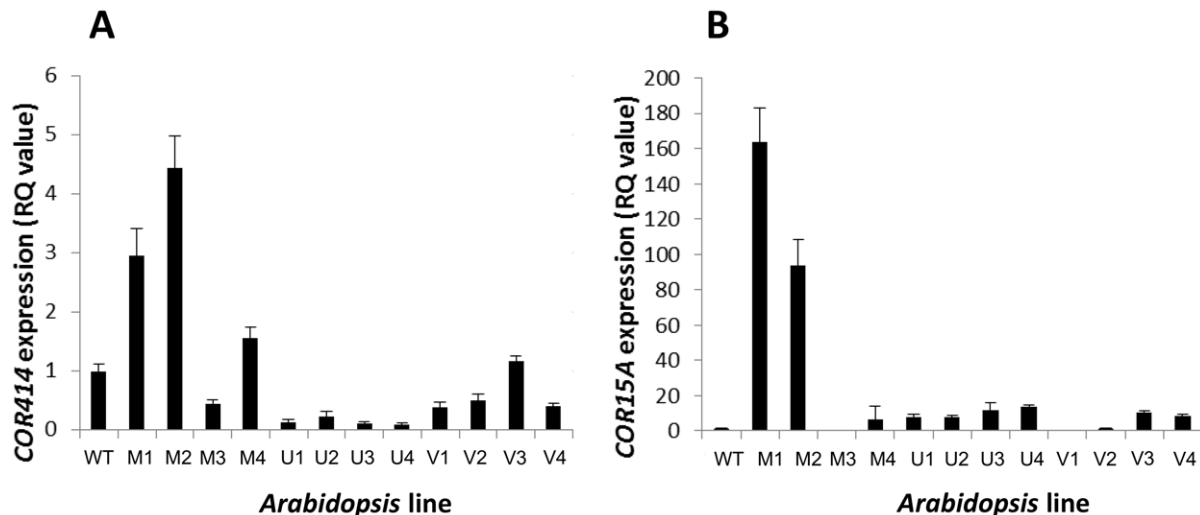 A
COR414 expression (RQ value)
6
5
4
3
2
1
0
WT M1 M2 M3 M4 U1 U2 U3 U4 V1 V2 V3 V4
Arabidopsis line
B
COR15A expression (RQ value)
200
180
160
140
120
100
80
60
40
20
0
WT M1 M2 M3 M4 U1 U2 U3 U4 V1 V2 V3 V4
Arabidopsis line